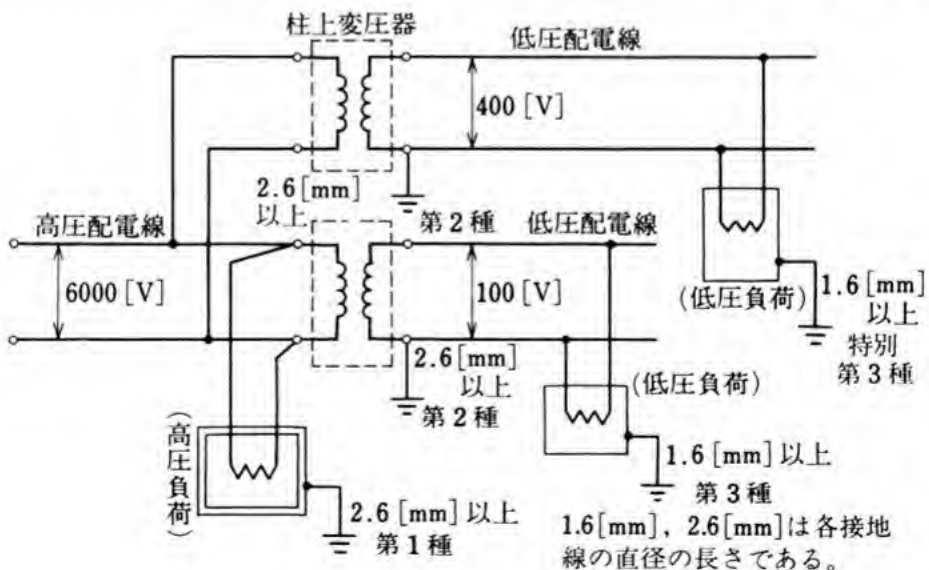 柱上変圧器
低圧配電線
400 [V]
2.6 [mm]
以上
第2種
高圧配電線
低圧配電線
6000 [V]
100 [V]
(低圧負荷)
1.6 [mm]
以上
特別
第3種
2.6 [mm]
以上
第2種
(低圧負荷)
(高圧負荷)
1.6 [mm] 以上
第3種
2.6 [mm] 以上
第1種
1.6[mm], 2.6[mm]は各接地
線の直径の長さである。